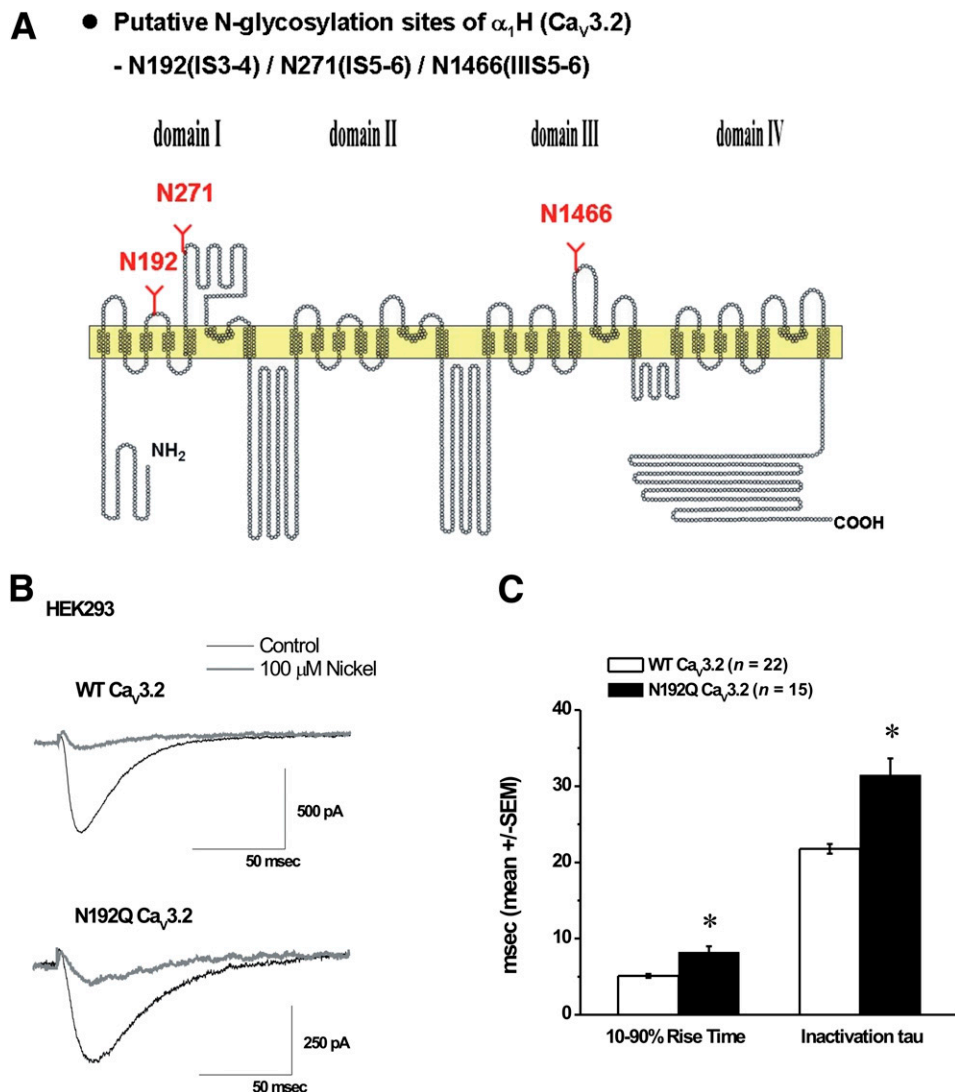 A
● Putative N-glycosylation sites of α₁H (Caᵥ3.2)
- N192(IS3-4) / N271(IS5-6) / N1466(IIIS5-6)
domain I
domain II
domain III
domain IV
N271
N1466
N192
NH₂
COOH
B
HEK293
Control
100 μM Nickel
WT Caᵥ3.2
500 pA
50 msec
N192Q Caᵥ3.2
250 pA
50 msec
C
WT Caᵥ3.2 (n = 22)
N192Q Caᵥ3.2 (n = 15)
msec (mean +/-SEM)
40
30
20
10
0
*
*
10-90% Rise Time
Inactivation tau